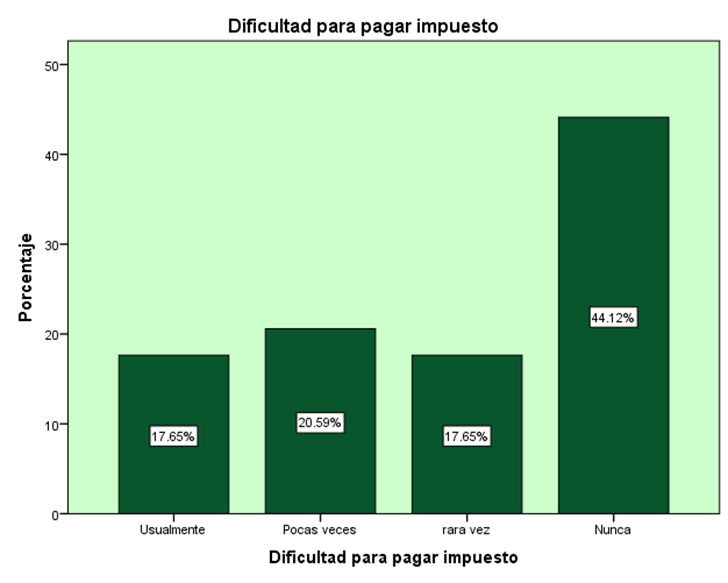 Dificultad para pagar impuesto
50
40
30
20
10
0
Porcentaje
17.65%
20.59%
17.65%
44.12%
Usualmente
Pocas veces
rara vez
Nunca
Dificultad para pagar impuesto